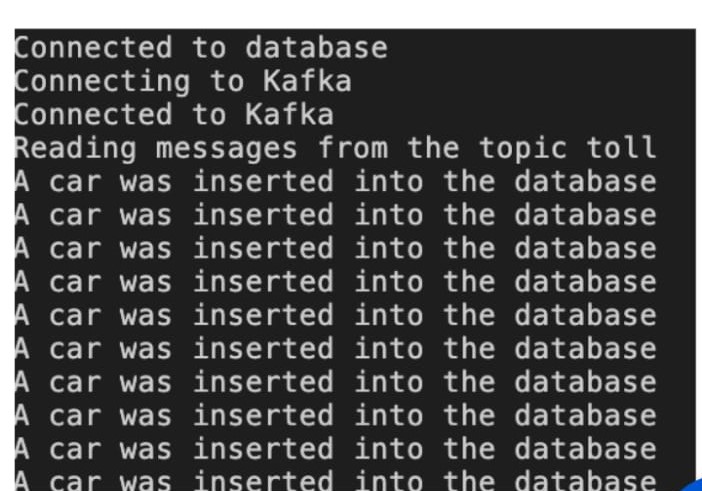 Connected to database
Connecting to Kafka
Connected to Kafka
Reading messages from the topic toll
A car was inserted into the database
A car was inserted into the database
A car was inserted into the database
A car was inserted into the database
A car was inserted into the database
A car was inserted into the database
A car was inserted into the database
A car was inserted into the database
A car was inserted into the database
A car was inserted into the database